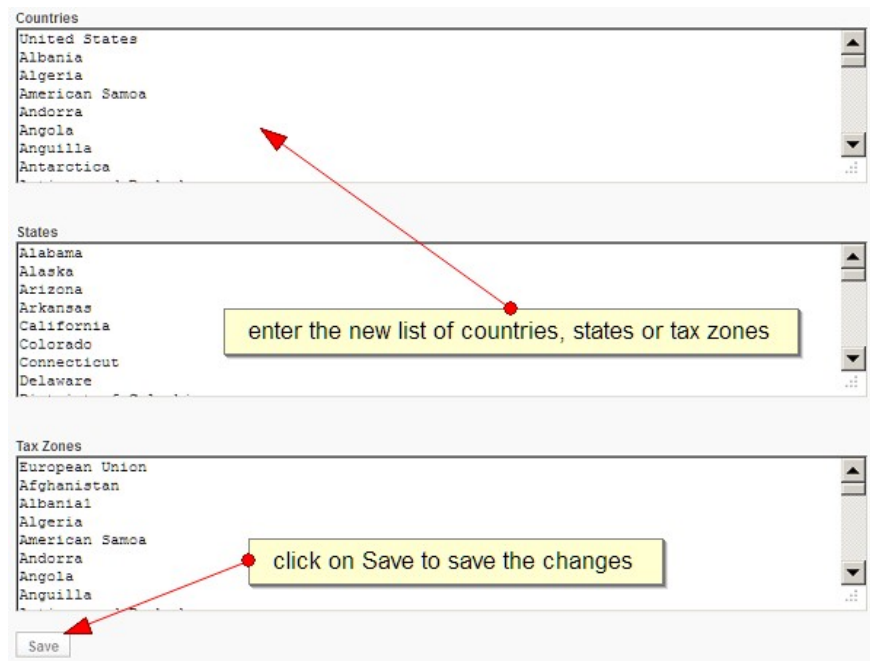 Countries
United States
Albania
Algeria
American Samoa
Andorra
Angola
Anguilla
Antarctica
States
Alabama
Alaska
Arizona
Arkansas
California
Colorado
Connecticut
Delaware
enter the new list of countries, states or tax zones
Tax Zones
European Union
Afghanistan
Albania1
Algeria
American Samoa
Andorra
Angola
Anguilla
click on Save to save the changes
Save